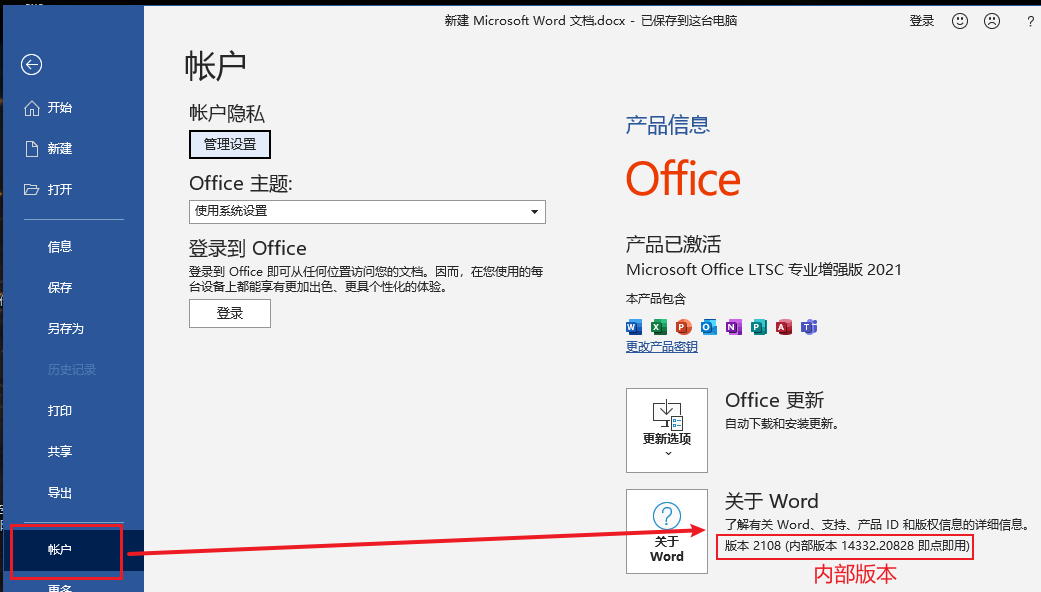 新建 Microsoft Word 文档.docx - 已保存到这台电脑
登录
?
帐户
开始
新建
打开
信息
保存
另存为
历史记录
打印
共享
导出
帐户
更多
帐户隐私
管理设置
Office 主题:
使用系统设置
登录到 Office
登录到 Office 即可从任何位置访问您的文档。因而，在您使用的每
台设备上都能享有更加出色、更具个性化的体验。
登录
产品信息
Office
产品已激活
Microsoft Office LTSC 专业增强版 2021
本产品包含
W X P O N P A T
更改产品密钥
更新选项
Office 更新
自动下载和安装更新。
?
关于
Word
关于 Word
了解有关 Word、支持、产品 ID 和版权信息的详细信息。
版本 2108 (内部版本 14332.20828 即点即用)
内部版本